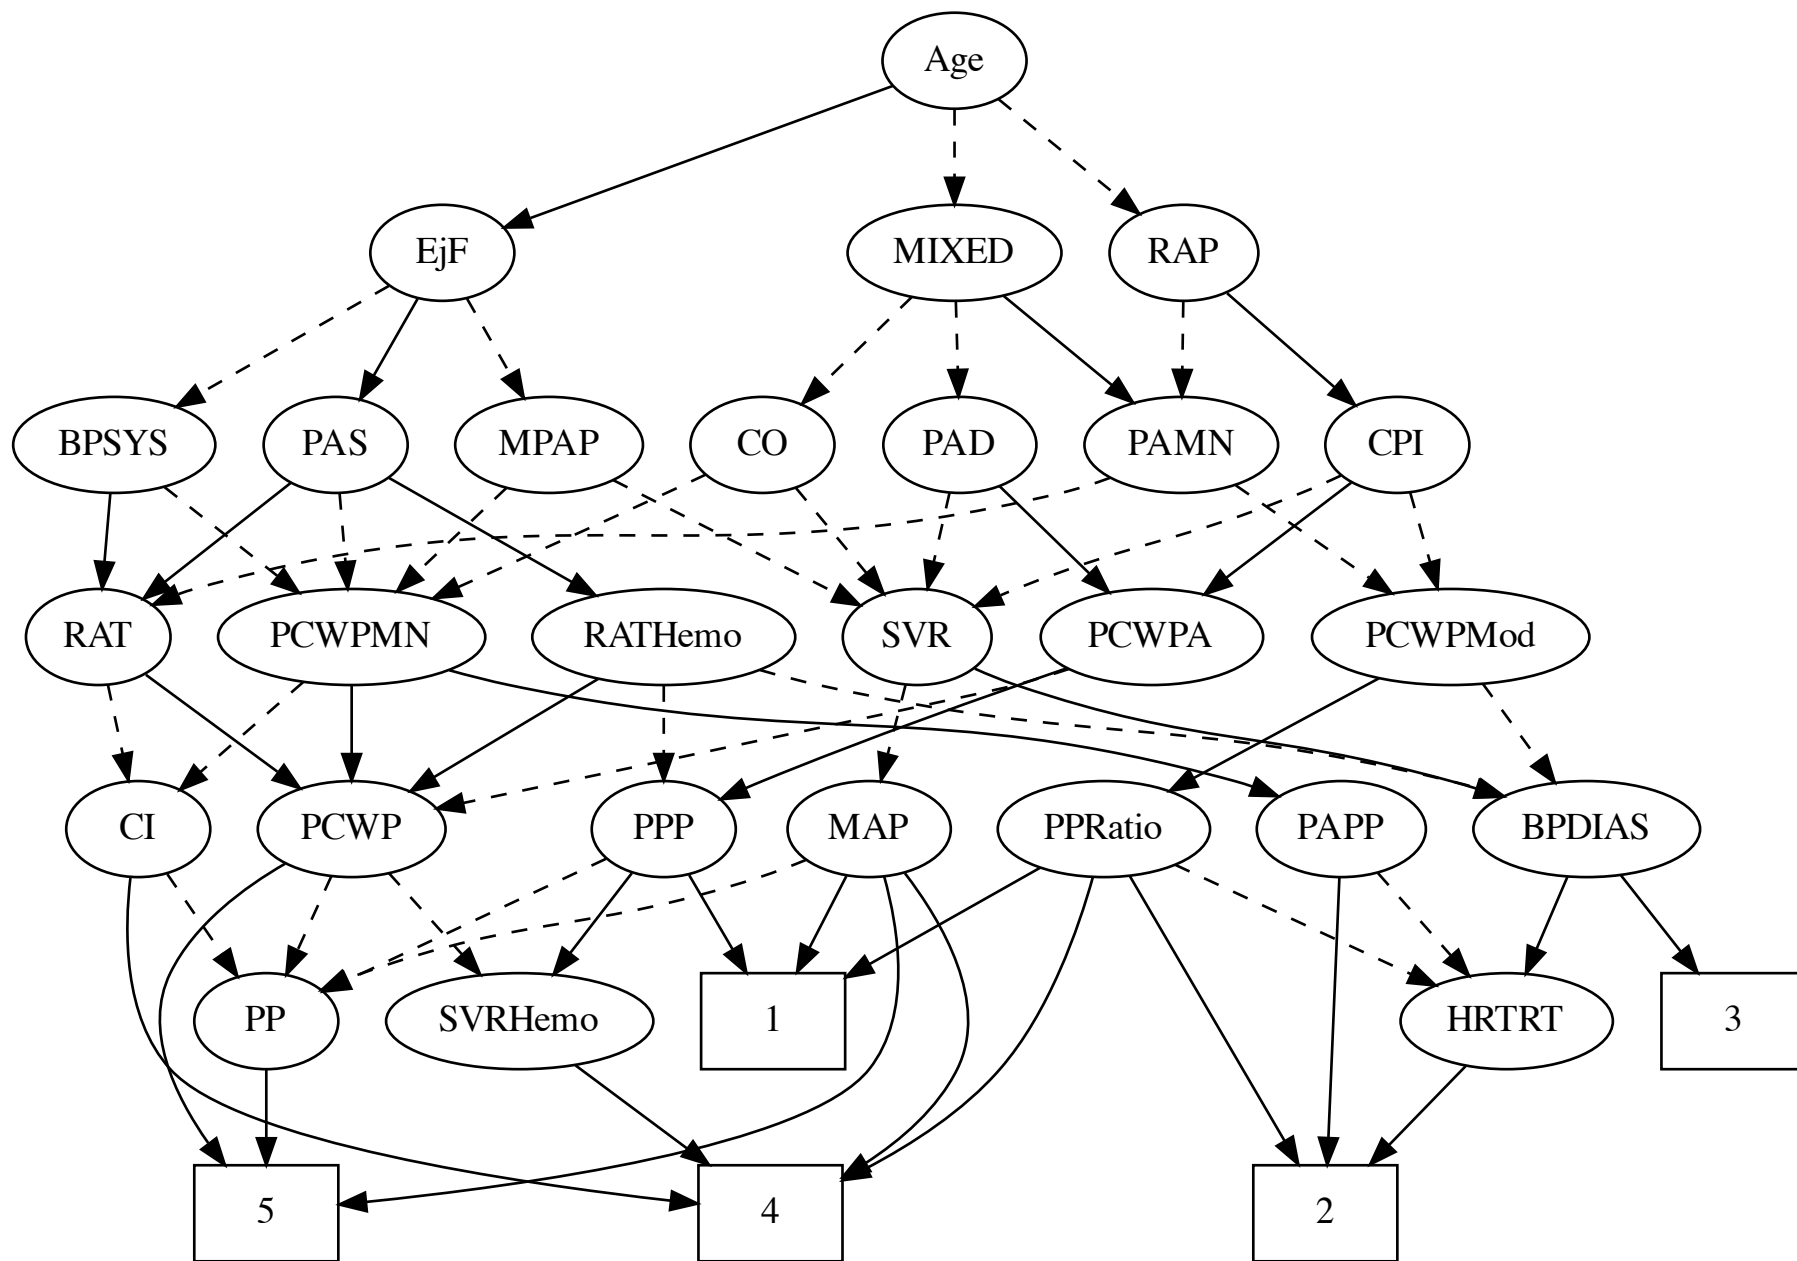 Age
EjF
MIXED
RAP
BPSYS
PAS
MPAP
CO
PAD
PAMN
CPI
RAT
PCWPMN
RATHemo
SVR
PCWPA
PCWPMod
CI
PCWP
PPP
MAP
PPRatio
PAPP
BPDIAS
PP
SVRHemo
1
HRTRT
3
5
4
2